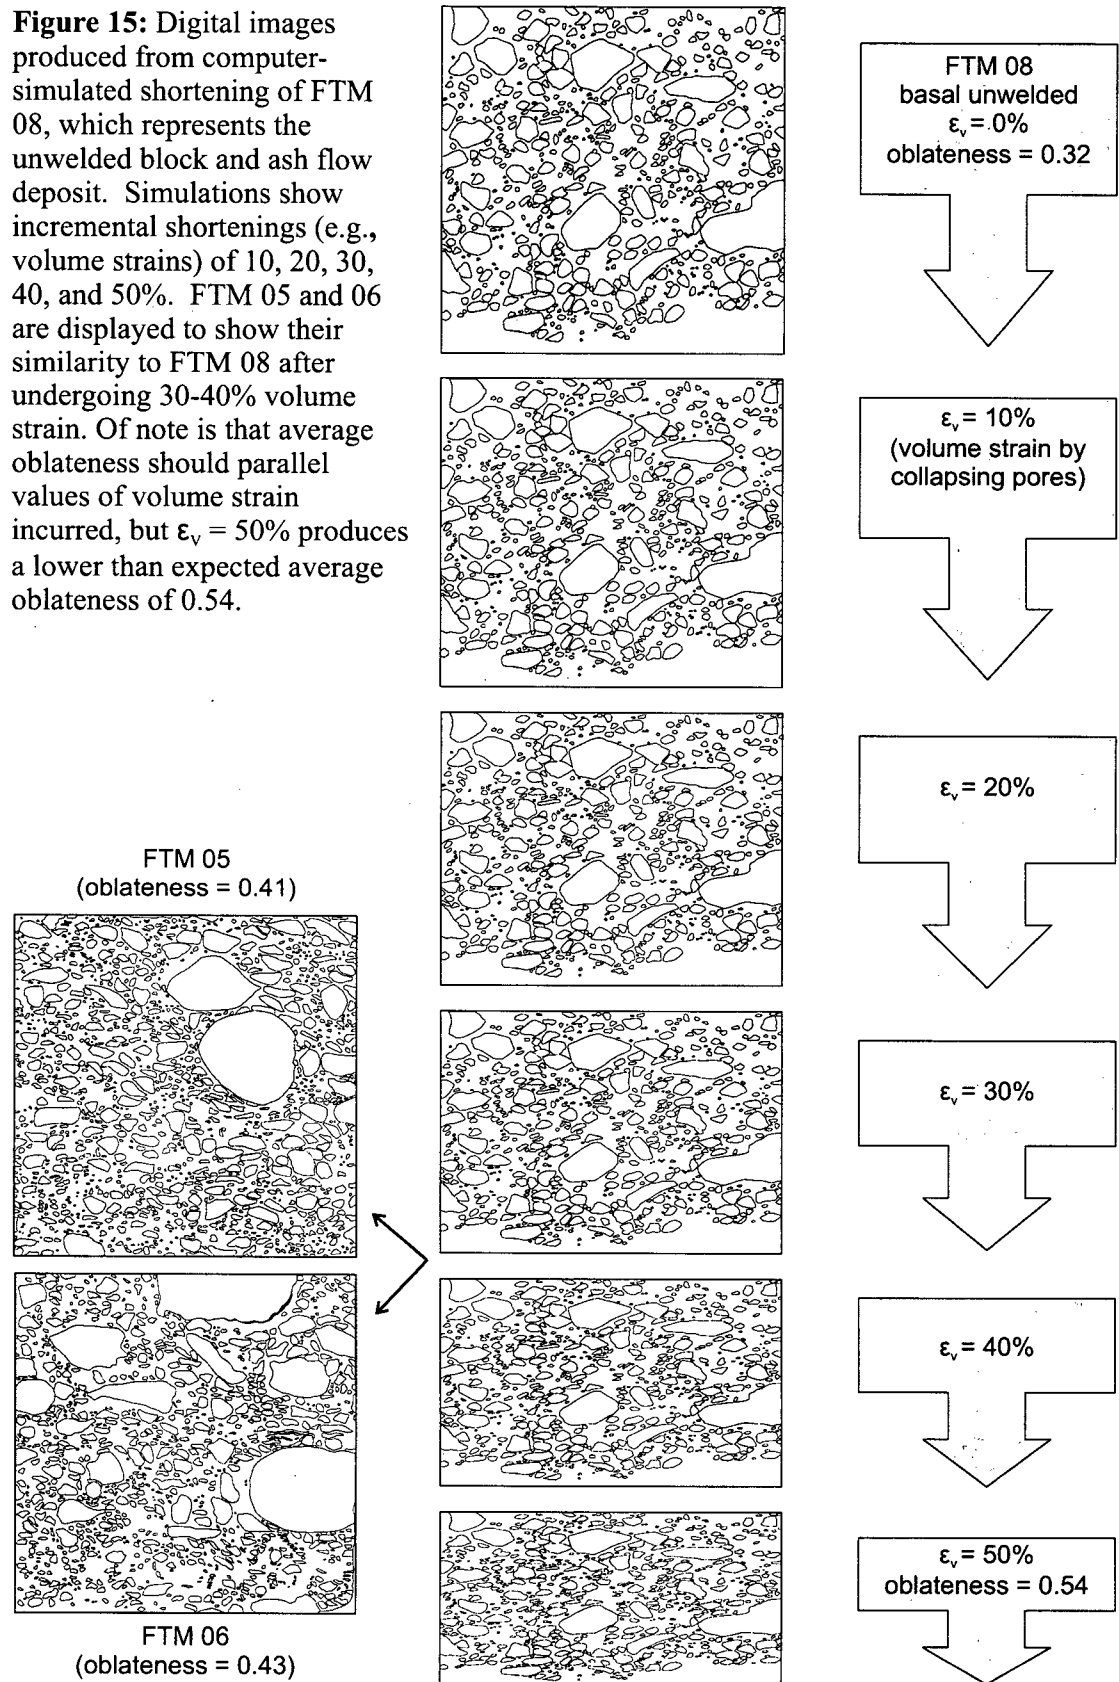 Figure 15: Digital images
produced from computer-
simulated shortening of FTM
08, which represents the
unwelded block and ash flow
deposit. Simulations show
incremental shortenings (e.g.,
volume strains) of 10, 20, 30,
40, and 50%. FTM 05 and 06
are displayed to show their
similarity to FTM 08 after
undergoing 30-40% volume
strain. Of note is that average
oblateness should parallel
values of volume strain
incurred, but εv = 50% produces
a lower than expected average
oblateness of 0.54.
FTM 08
basal unwelded
εv = 0%
oblateness = 0.32
εv = 10%
(volume strain by
collapsing pores)
εv = 20%
FTM 05
(oblateness = 0.41)
εv = 30%
εv = 40%
εv = 50%
oblateness = 0.54
FTM 06
(oblateness = 0.43)